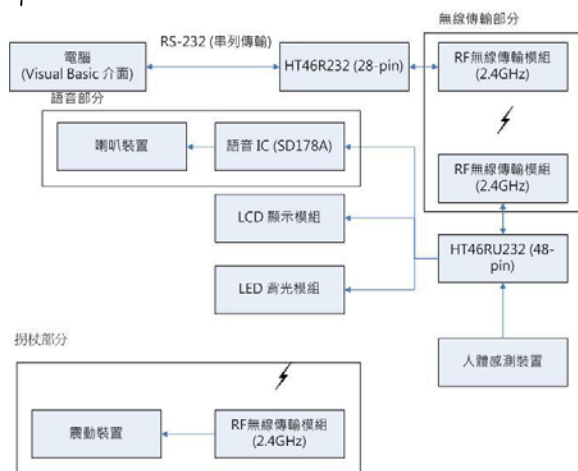 無線傳輸部分
RS-232 (串列傳輸)
電腦
(Visual Basic 介面)
HT46R232 (28-pin)
RF無線傳輸模組
(2.4GHz)
語音部分
喇叭裝置
語音 IC (SD178A)
RF無線傳輸模組
(2.4GHz)
LCD 顯示模組
HT46RU232 (48-
pin)
LED 背光模組
拐杖部分
人體感測裝置
震動裝置
RF無線傳輸模組
(2.4GHz)